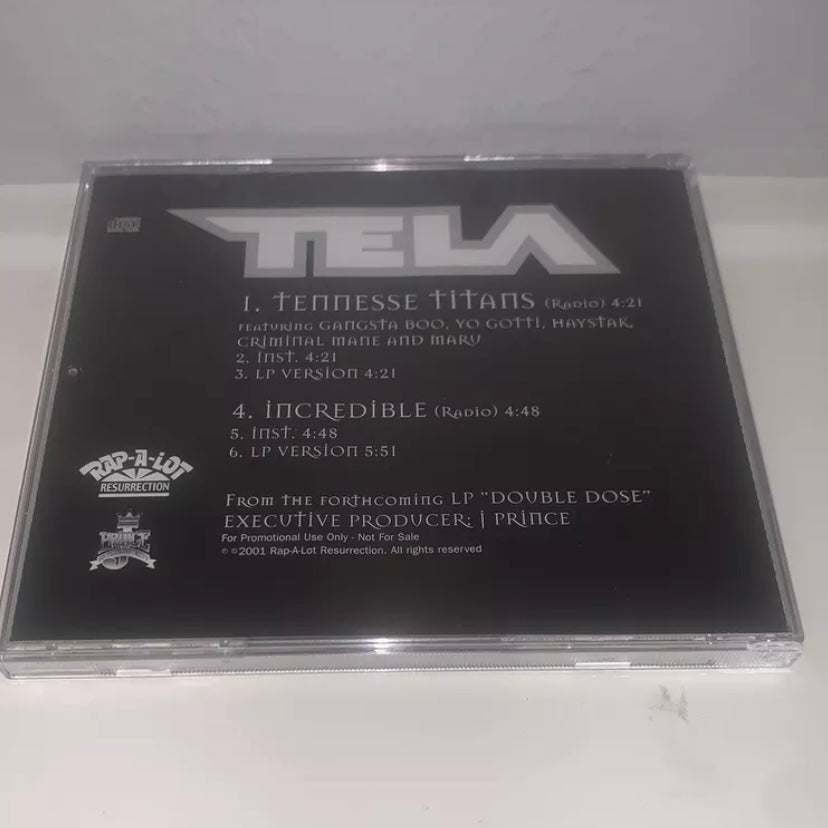 TELA
1. TENNESSE TITANS (RADIO) 4:21
FEATURING GANGSTA BOO, YO GOTTI, HAYSTAK,
CRIMINAL MANE AND MARU
2. INST. 4:21
3. LP VERSION 4:21
4. INCREDIBLE (RADIO) 4:48
5. INST. 4:48
6. LP VERSION 5:51
RAP-A-LOT
RESURRECTION
FROM THE FORTHCOMING LP "DOUBLE DOSE"
EXECUTIVE PRODUCER: J PRINCE
PRINCE
For Promotional Use Only - Not For Sale
℗ ©2001 Rap-A-Lot Resurrection. All rights reserved